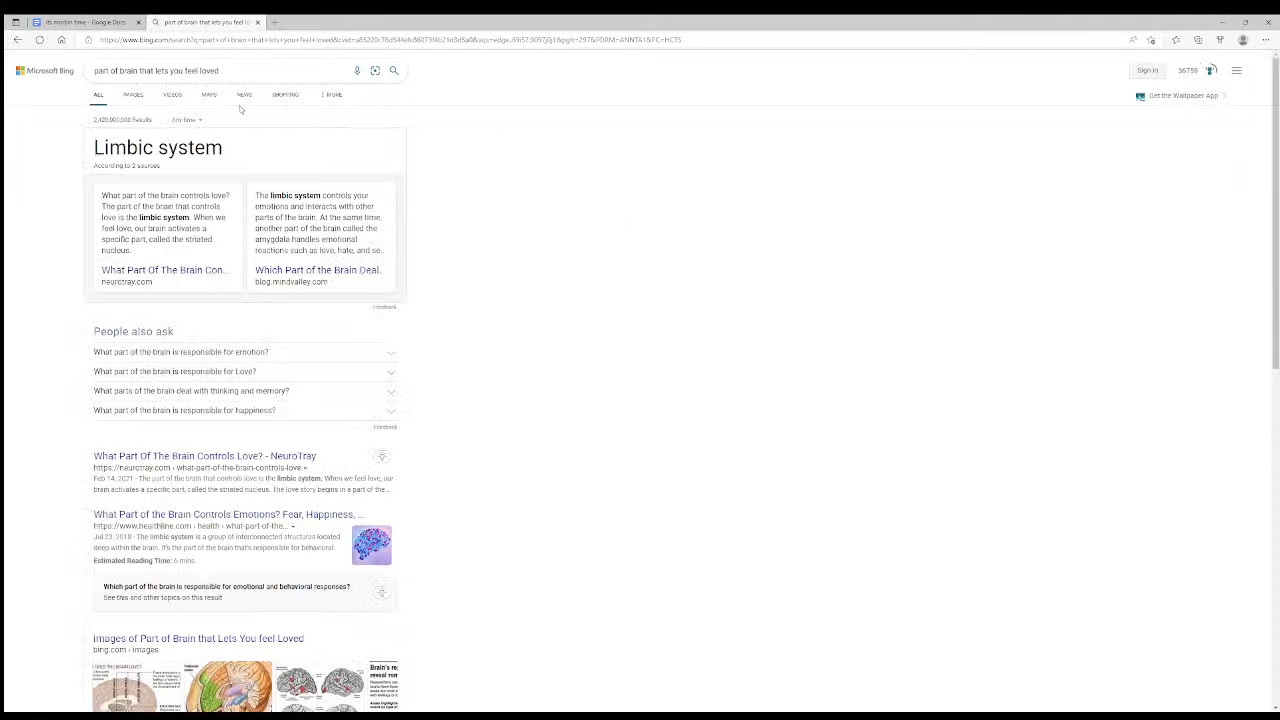 its morbin time - Google Docs
part of brain that lets you feel lo
Microsoft Bing
part of brain that lets you feel loved
Sign in
36759
ALL
IMAGES
VIDEOS
MAPS
NEWS
SHOPPING
MORE
Get the Wallpaper App
2,420,000,000 Results
Any time
Limbic system
According to 2 sources
What part of the brain controls love?
The part of the brain that controls
love is the limbic system. When we
feel love, our brain activates a
specific part, called the striated
nucleus.
What Part Of The Brain Con...
neurotray.com
The limbic system controls your
emotions and interacts with other
parts of the brain. At the same time,
another part of the brain called the
amygdala handles emotional
reactions such as love, hate, and se..
Which Part of the Brain Deal.
blog.mindvalley.com
Feedback
People also ask
What part of the brain is responsible for emotion?
What part of the brain is responsible for Love?
What parts of the brain deal with thinking and memory?
What part of the brain is responsible for happiness?
Feedback
What Part Of The Brain Controls Love? - NeuroTray
https://neurotray.com › what-part-of-the-brain-controls-love
Feb 14, 2021 · The part of the brain that controls love is the limbic system. When we feel love, our
brain activates a specific part, called the striated nucleus. The love story begins in a part of the...
What Part of the Brain Controls Emotions? Fear, Happiness, ...
https://www.healthline.com › health › what-part-of-the...
Jul 23, 2018 · The limbic system is a group of interconnected structures located
deep within the brain. It's the part of the brain that's responsible for behavioral
Estimated Reading Time: 6 mins.
Which part of the brain is responsible for emotional and behavioral responses?
See this and other topics on this result
Images of Part of Brain that Lets You feel Loved
bing.com › images
Brain's re
reveal rom